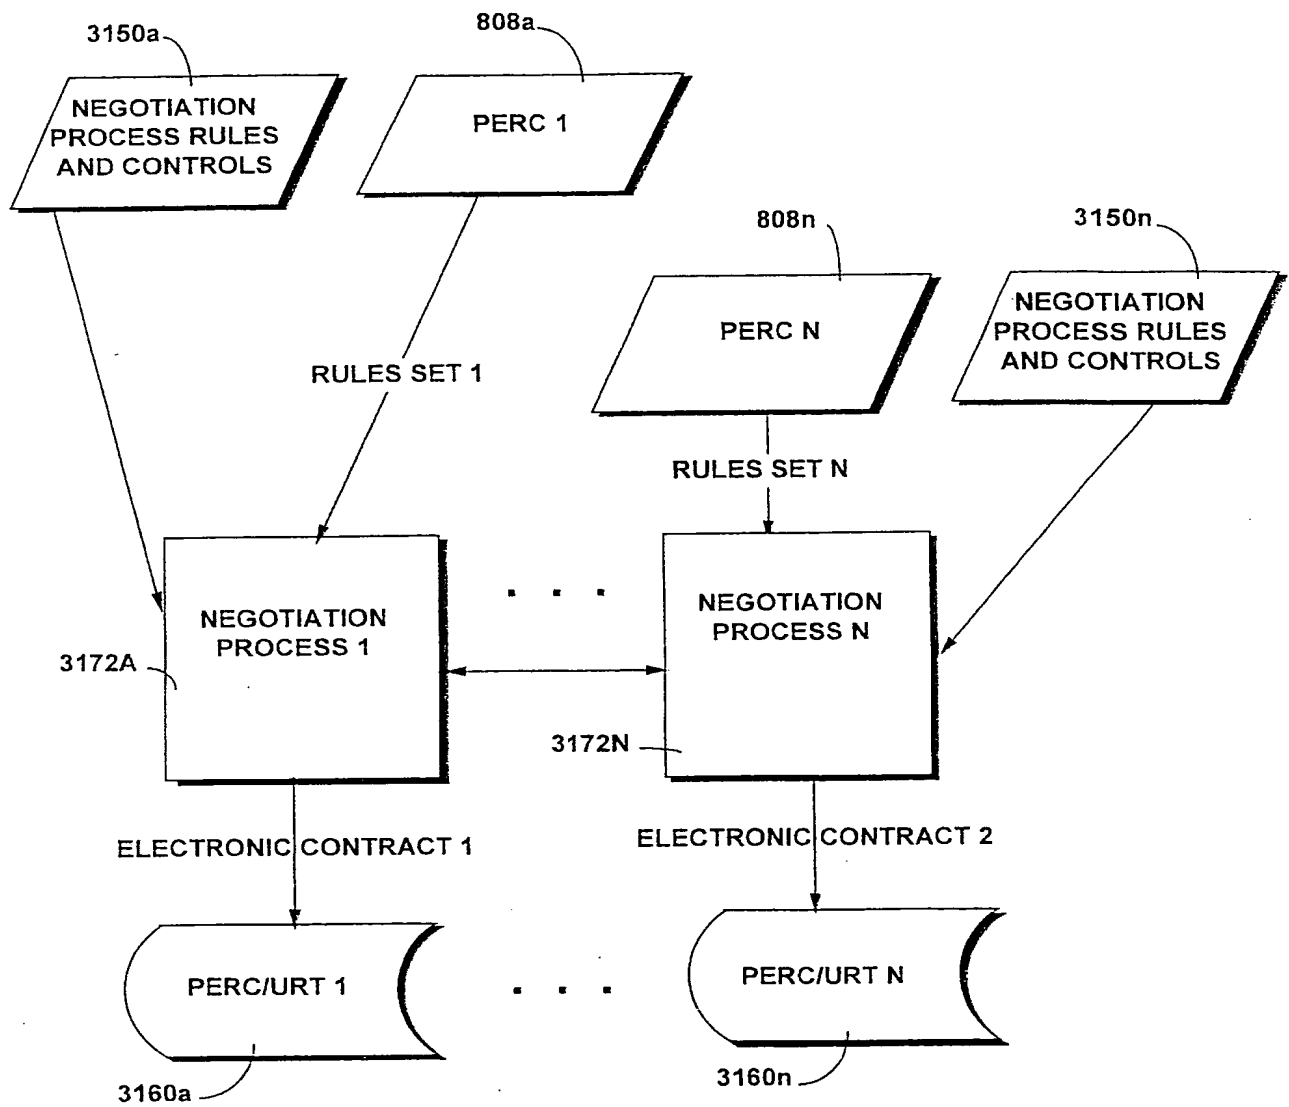 3150a
808a
NEGOTIATION
PROCESS RULES
AND CONTROLS
PERC 1
808n
3150n
PERC N
NEGOTIATION
PROCESS RULES
AND CONTROLS
RULES SET 1
RULES SET N
NEGOTIATION
PROCESS 1
NEGOTIATION
PROCESS N
3172A
3172N
ELECTRONIC CONTRACT 1
ELECTRONIC CONTRACT 2
PERC/URT 1
PERC/URT N
3160a
3160n